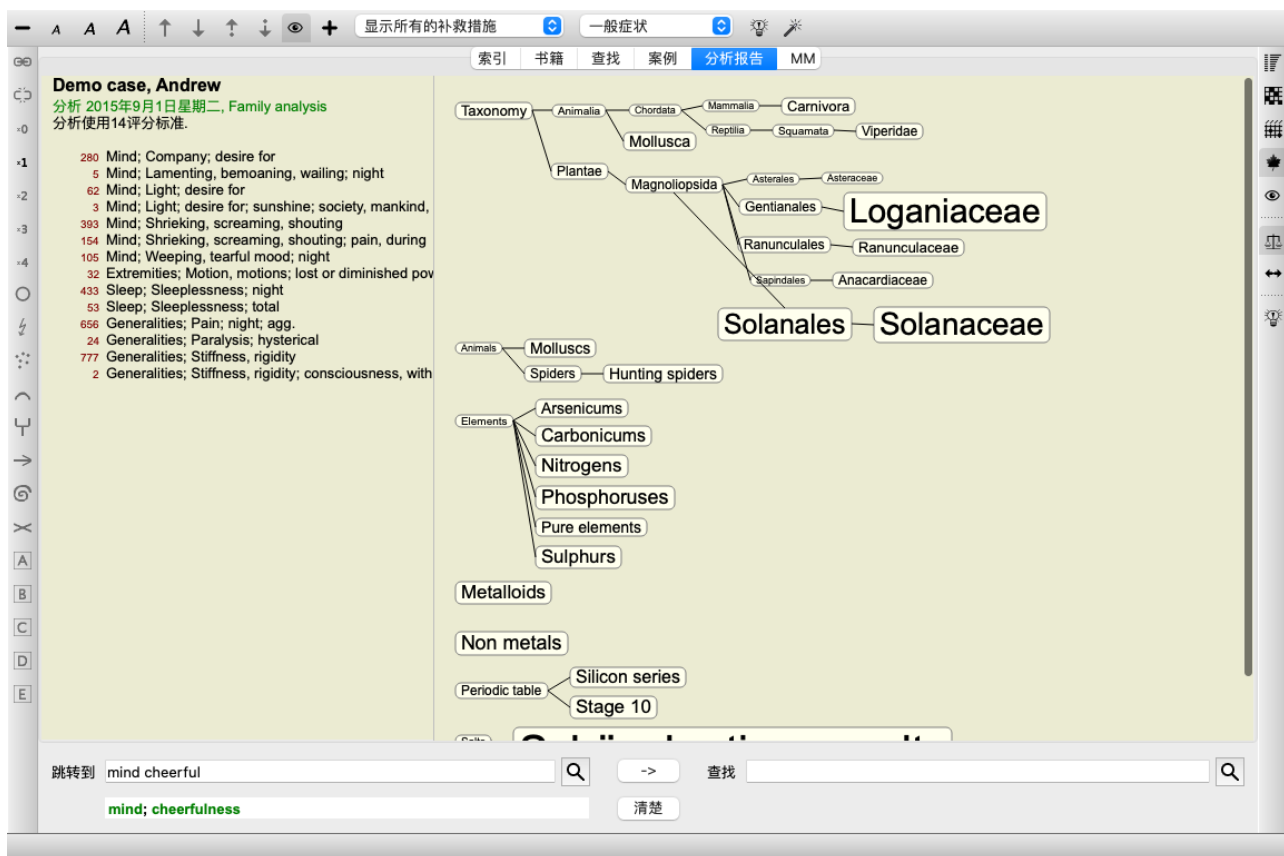 A A A 显示所有的补救措施 一般症状
索引 书籍 查找 案例 分析报告 MM
Demo case, Andrew
分析 2015年9月1日星期二, Family analysis
分析使用14评分标准.
280 Mind; Company; desire for
5 Mind; Lamenting, bemoaning, wailing; night
62 Mind; Light; desire for
3 Mind; Light; desire for; sunshine; society, mankind,
393 Mind; Shrieking, screaming, shouting
154 Mind; Shrieking, screaming, shouting; pain, during
105 Mind; Weeping, tearful mood; night
32 Extremities; Motion, motions; lost or diminished pov
433 Sleep; Sleeplessness; night
53 Sleep; Sleeplessness; total
656 Generalities; Pain; night; agg.
24 Generalities; Paralysis; hysterical
777 Generalities; Stiffness, rigidity
2 Generalities; Stiffness, rigidity; consciousness, with
×0
×1
×2
×3
×4
A
B
C
D
E
Taxonomy Animalia Chordata Mammalia Carnivora
Reptilia Squamata Viperidae
Mollusca
Plantae Magnoliopsida Asterales Asteraceae
Gentianales Loganiaceae
Ranunculales Ranunculaceae
Sapindales Anacardiaceae
Solanales Solanaceae
Animals Molluscs
Spiders Hunting spiders
Elements Arsenicums
Carbonicums
Nitrogens
Phosphoruses
Pure elements
Sulphurs
Metalloids
Non metals
Periodic table Silicon series
Stage 10
跳转到 mind cheerful -> 查找
mind; cheerfulness 清楚